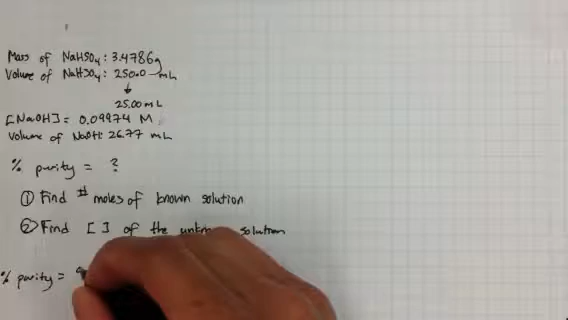 Mass of NaHSO4: 3.4786g
Volume of NaHSO4: 250.0 mL
↓
25.00 mL
[NaOH] = 0.09974 M
Volume of NaOH: 26.77 mL
% purity = ?
① Find # moles of known solution
② Find [ ] of the solution
% purity =